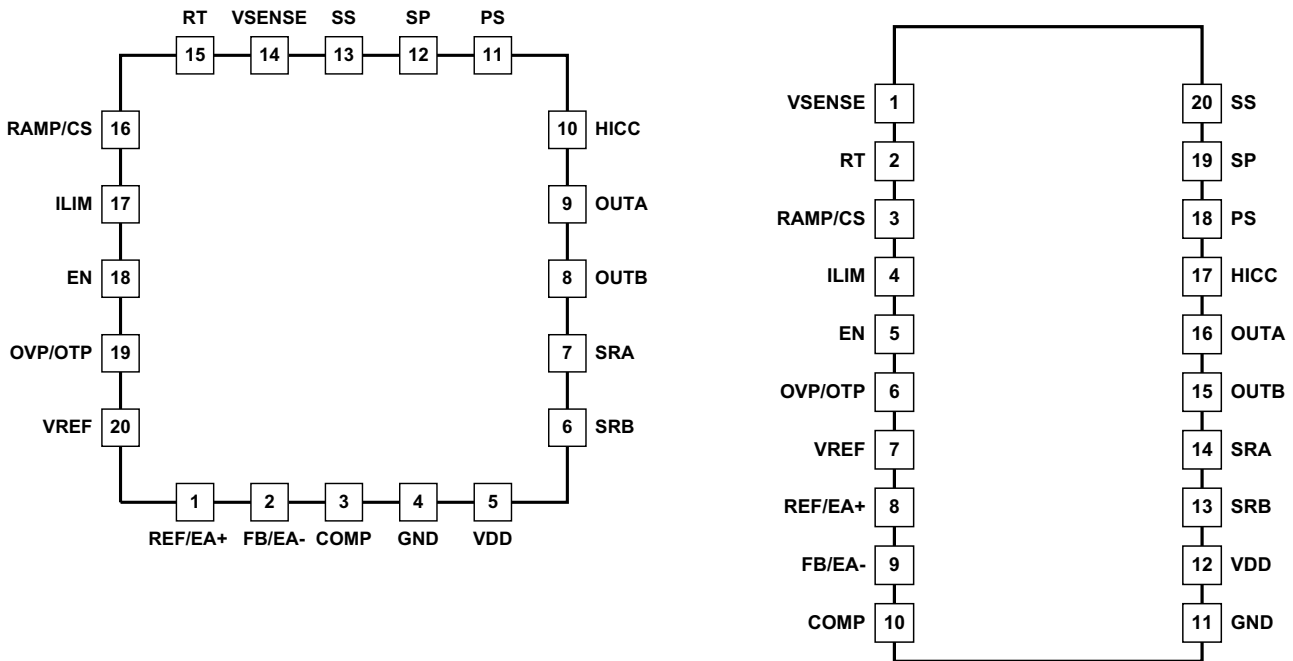 RT VSENSE SS SP PS
15 14 13 12 11
RAMP/CS 16
10 HICC
ILIM 17
9 OUTA
EN 18
8 OUTB
OVP/OTP 19
7 SRA
VREF 20
6 SRB
1 2 3 4 5
REF/EA+ FB/EA- COMP GND VDD
VSENSE 1
20 SS
RT 2
19 SP
RAMP/CS 3
18 PS
ILIM 4
17 HICC
EN 5
16 OUTA
OVP/OTP 6
15 OUTB
VREF 7
14 SRA
REF/EA+ 8
13 SRB
FB/EA- 9
12 VDD
COMP 10
11 GND